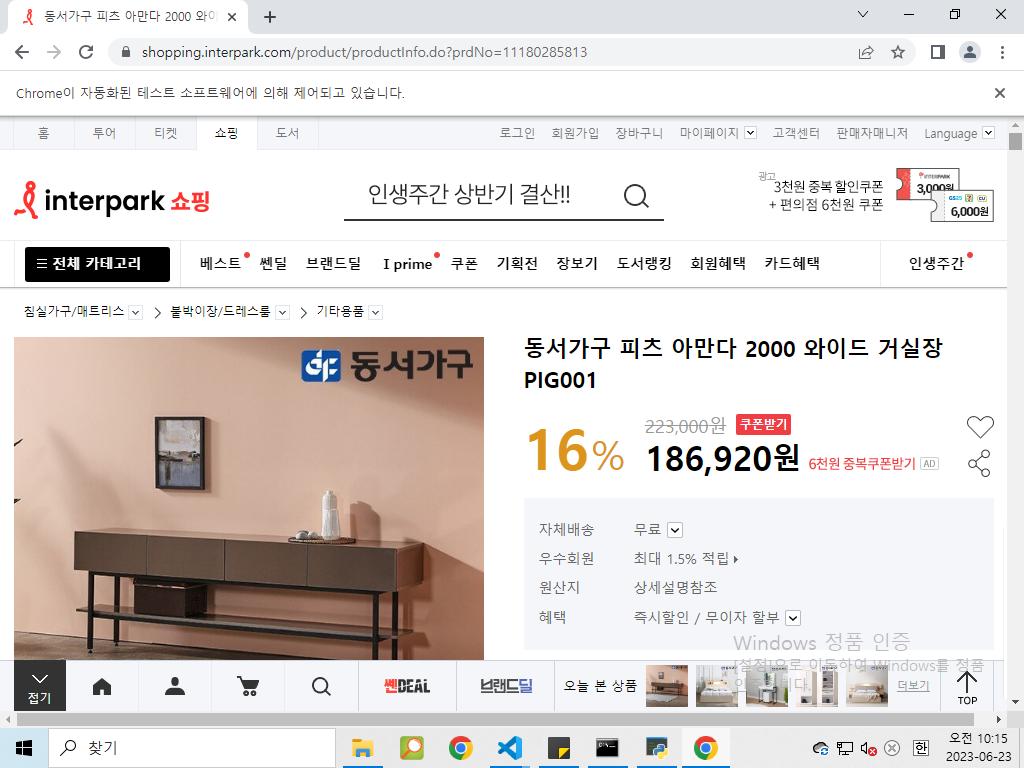 동서가구 피츠 아만다 2000 와이
shopping.interpark.com/product/productInfo.do?prdNo=11180285813
Chrome이 자동화된 테스트 소프트웨어에 의해 제어되고 있습니다.
홈 투어 티켓 쇼핑 도서 로그인 회원가입 장바구니 마이페이지 고객센터 판매자매니저 Language
광고
interpark 쇼핑 인생주간 상반기 결산!! 3천원 중복 할인쿠폰 INTERPARK 3,000원
+ 편의점 6천원 쿠폰 GS25 CU 6,000원
전체 카테고리 베스트 쎈딜 브랜드딜 I prime 쿠폰 기획전 장보기 도서랭킹 회원혜택 카드혜택 인생주간
침실가구/매트리스 붙박이장/드레스룸 기타용품
동서가구
동서가구 피츠 아만다 2000 와이드 거실장
PIG001
223,000원 쿠폰받기
16% 186,920원 6천원 중복쿠폰받기 AD
자체배송 무료
우수회원 최대 1.5% 적립
원산지 상세설명참조
혜택 즉시할인 / 무이자 할부
Windows 정품 인증
[설정]으로 이동하여 Windows를 정품
접기 쎈DEAL 브랜드딜 오늘 본 상품 더보기 TOP
찾기 한 오전 10:15
2023-06-23